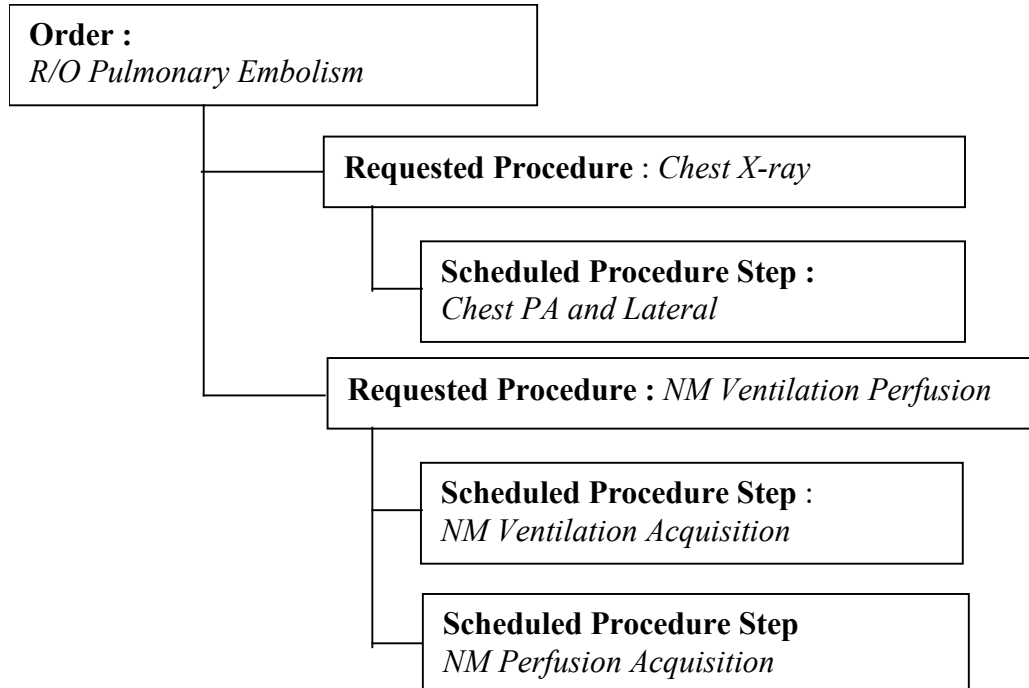 Order :
R/O Pulmonary Embolism
Requested Procedure : Chest X-ray
Scheduled Procedure Step :
Chest PA and Lateral
Requested Procedure : NM Ventilation Perfusion
Scheduled Procedure Step :
NM Ventilation Acquisition
Scheduled Procedure Step
NM Perfusion Acquisition